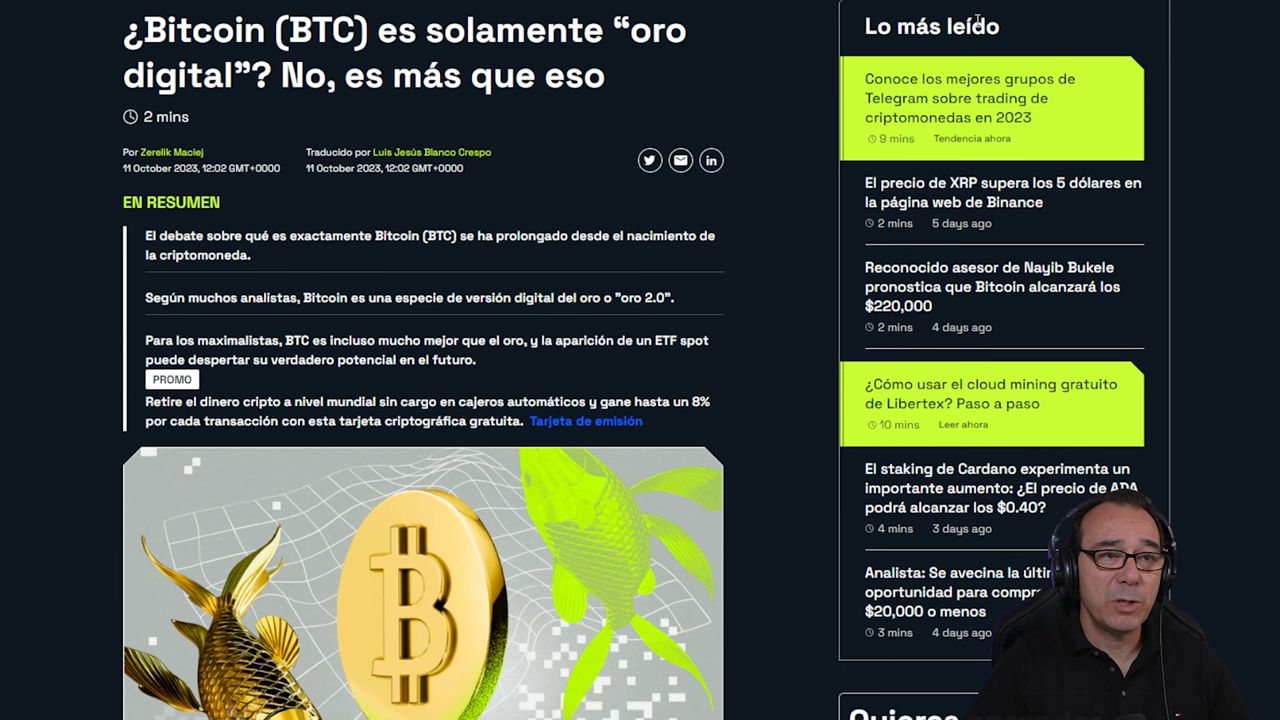 ¿Bitcoin (BTC) es solamente “oro
digital”? No, es más que eso
2 mins
Por Zerelik Maciej
11 October 2023, 12:02 GMT+0000
Traducido por Luis Jesús Blanco Crespo
11 October 2023, 12:02 GMT+0000
EN RESUMEN
El debate sobre qué es exactamente Bitcoin (BTC) se ha prolongado desde el nacimiento de
la criptomoneda.
Según muchos analistas, Bitcoin es una especie de versión digital del oro o "oro 2.0".
Para los maximalistas, BTC es incluso mucho mejor que el oro, y la aparición de un ETF spot
puede despertar su verdadero potencial en el futuro.
PROMO
Retire el dinero cripto a nivel mundial sin cargo en cajeros automáticos y gane hasta un 8%
por cada transacción con esta tarjeta criptográfica gratuita. Tarjeta de emisión
Lo más leído
Conoce los mejores grupos de
Telegram sobre trading de
criptomonedas en 2023
9 mins Tendencia ahora
El precio de XRP supera los 5 dólares en
la página web de Binance
2 mins 5 days ago
Reconocido asesor de Nayib Bukele
pronostica que Bitcoin alcanzará los
$220,000
2 mins 4 days ago
¿Cómo usar el cloud mining gratuito
de Libertex? Paso a paso
10 mins Leer ahora
El staking de Cardano experimenta un
importante aumento: ¿El precio de ADA
podrá alcanzar los $0.40?
4 mins 3 days ago
Analista: Se avecina la
oportunidad para
$20,000 o menos
3 mins 4 days ago